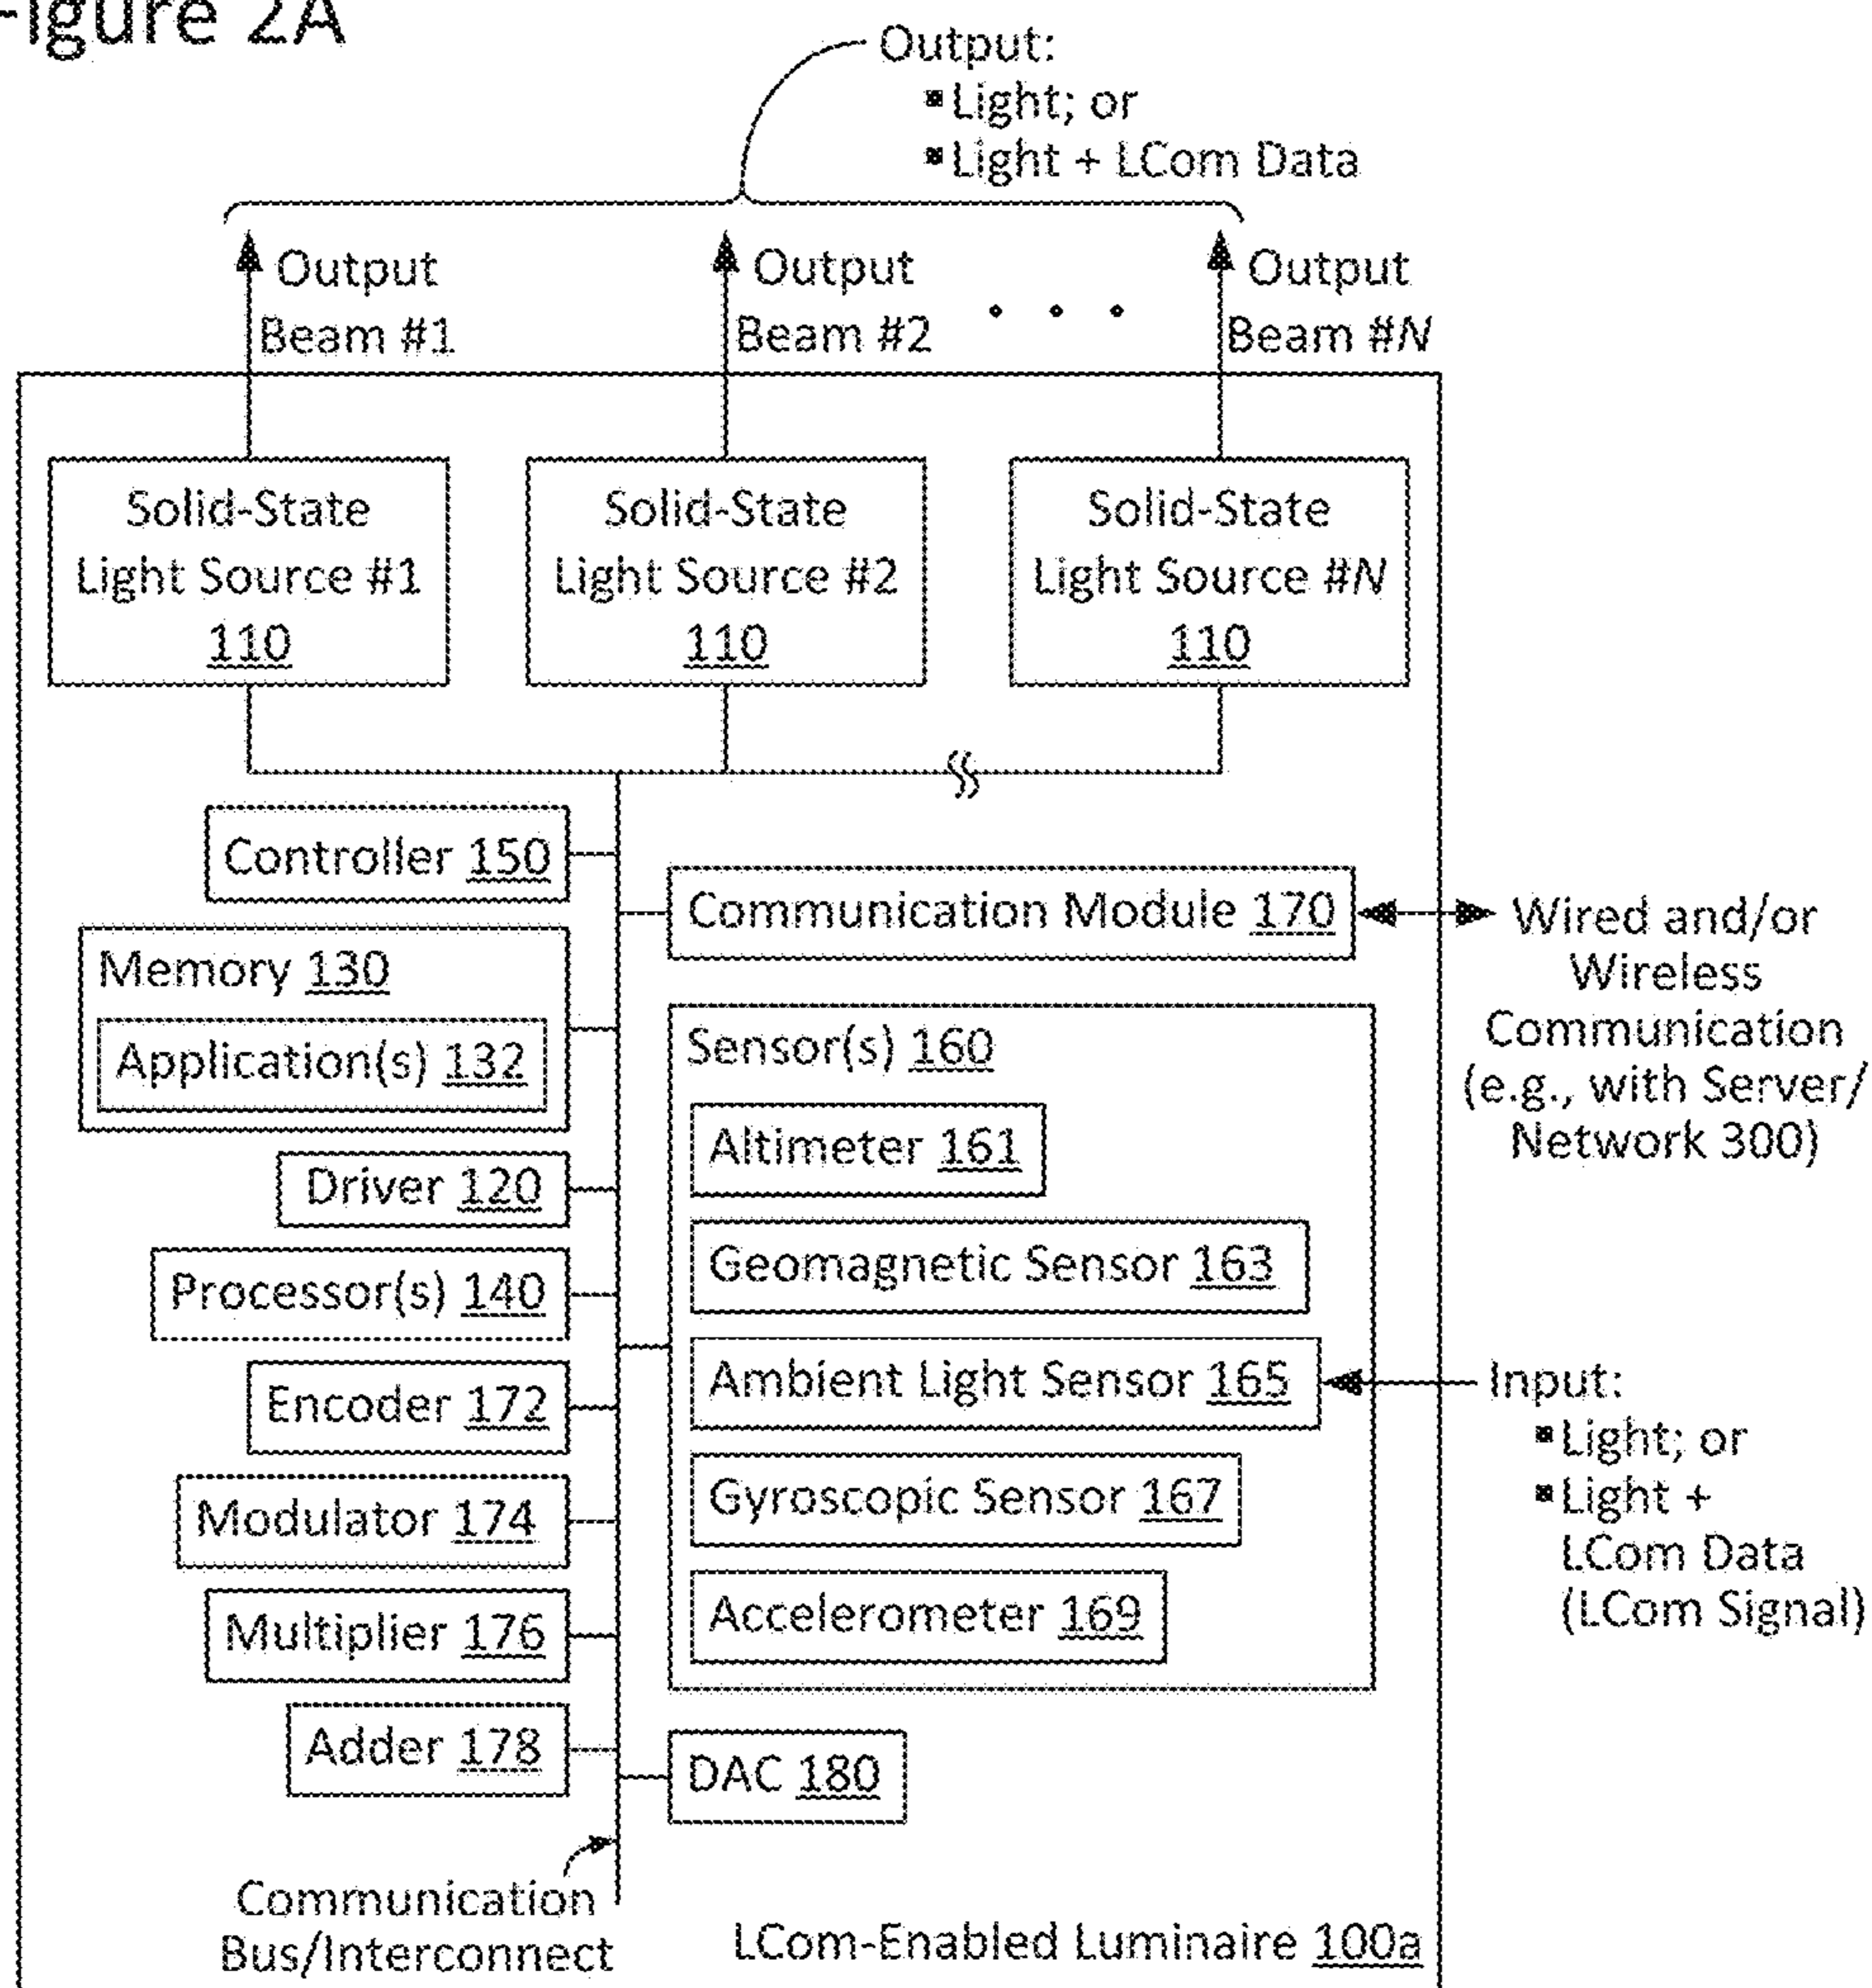 Figure 2A
Output:
▪ Light; or
▪ Light + LCom Data
Output
Beam #1
Output
Beam #2
. . .
Output
Beam #N
Solid-State
Light Source #1
110
Solid-State
Light Source #2
110
Solid-State
Light Source #N
110
Controller 150
Communication Module 170
Wired and/or
Wireless
Communication
(e.g., with Server/
Network 300)
Memory 130
Application(s) 132
Sensor(s) 160
Altimeter 161
Driver 120
Geomagnetic Sensor 163
Processor(s) 140
Ambient Light Sensor 165
Input:
▪ Light; or
▪ Light +
LCom Data
(LCom Signal)
Encoder 172
Gyroscopic Sensor 167
Modulator 174
Accelerometer 169
Multiplier 176
Adder 178
DAC 180
Communication
Bus/Interconnect
LCom-Enabled Luminaire 100a